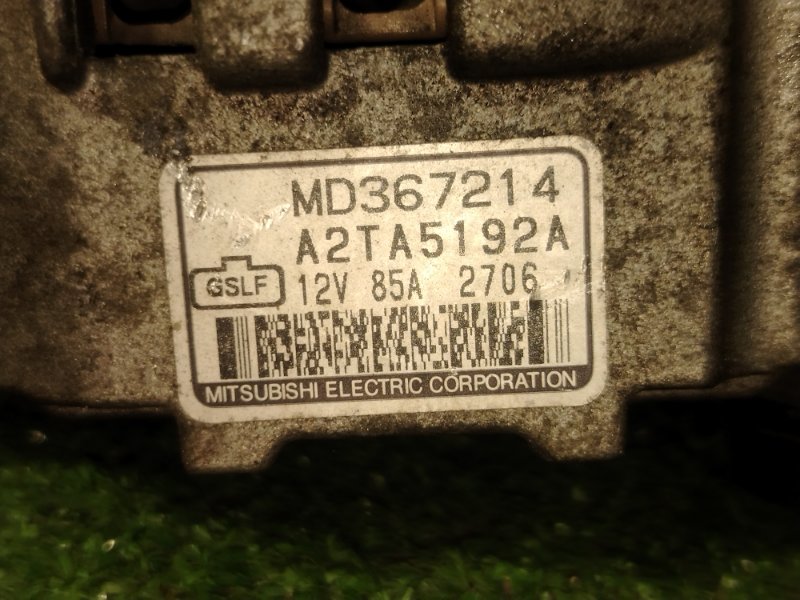 MD367214
A2TA5192A
GSLF 12V 85A 2706
MITSUBISHI ELECTRIC CORPORATION